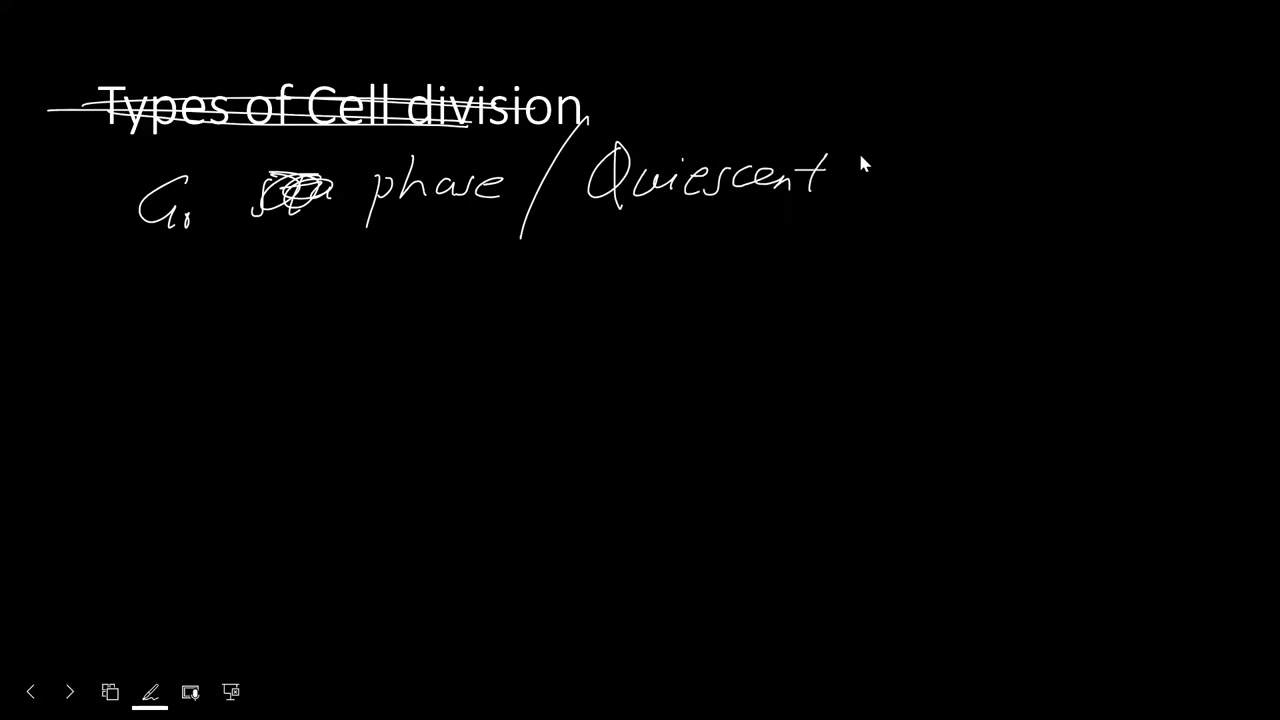 Types of Cell division
G₀ phase / Quiescent